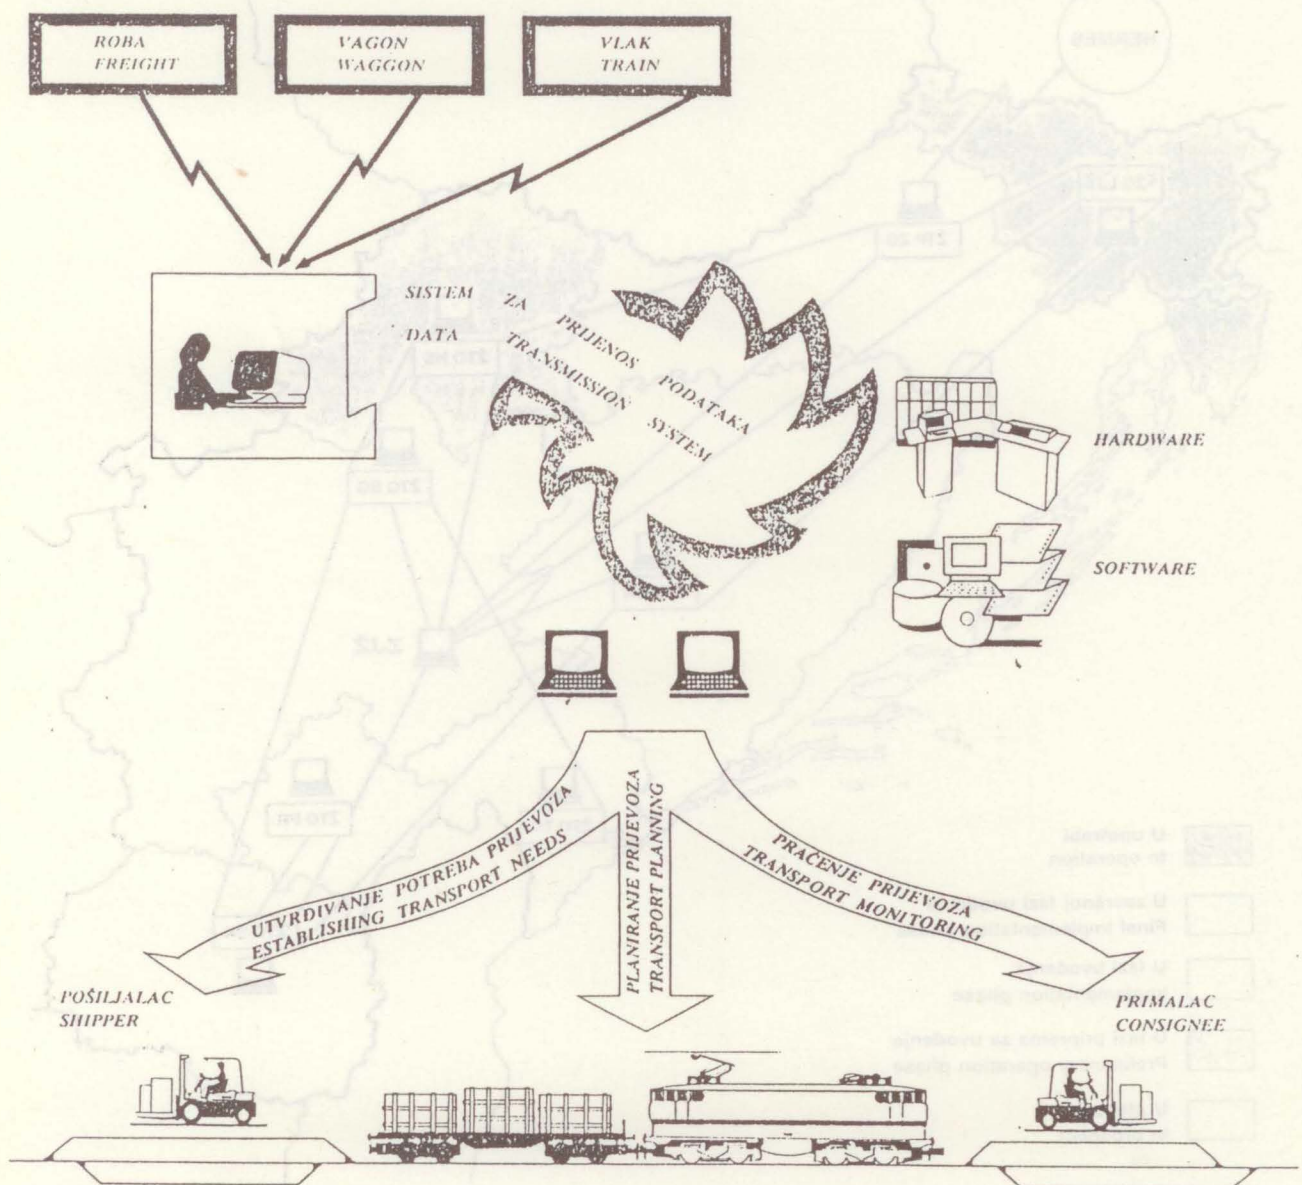 ROBA
FREIGHT
VAGON
WAGGON
VLAK
TRAIN
SISTEM ZA PRIJENOS PODATAKA
DATA TRANSMISSION SYSTEM
HARDWARE
SOFTWARE
UTVRĐIVANJE POTREBA PRIJEVOZA
ESTABLISHING TRANSPORT NEEDS
PLANIRANJE PRIJEVOZA
TRANSPORT PLANNING
PRAĆENJE PRIJEVOZA
TRANSPORT MONITORING
POŠILJALAC
SHIPPER
PRIMALAC
CONSIGNEE